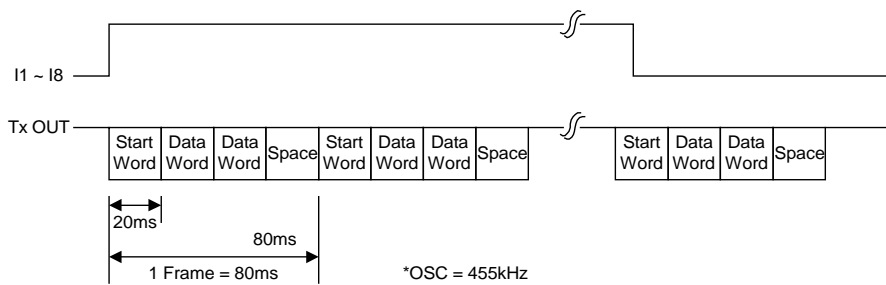 I1 ~ I8
Tx OUT
Start Word
Data Word
Data Word
Space
Start Word
Data Word
Data Word
Space
Start Word
Data Word
Data Word
Space
20ms
80ms
1 Frame = 80ms
*OSC = 455kHz